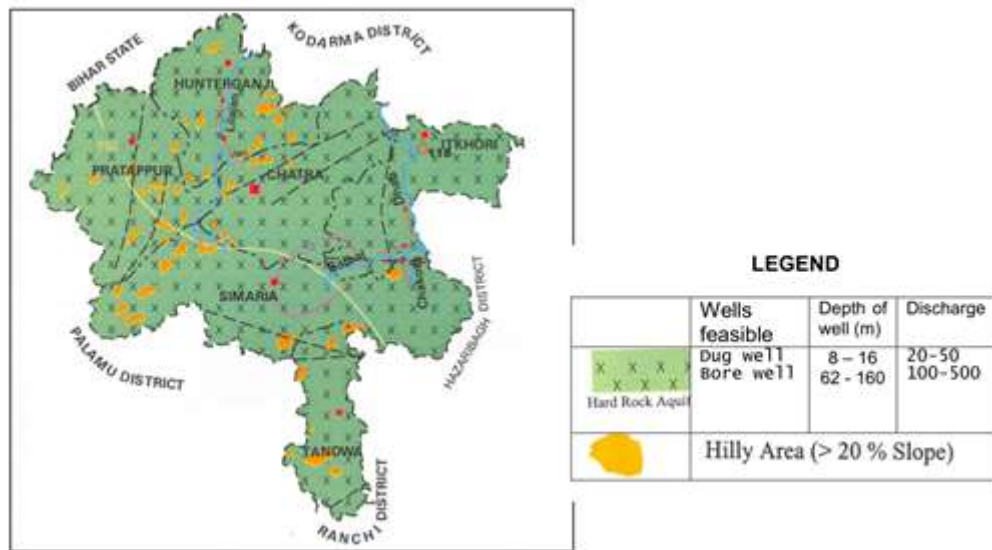 KODARMA DISTRICT
BIHAR STATE
HUNTERGANJ
ITKHORI
PRATAPPUR
CHATRA
SIMARIA
HAZARIBAGH DISTRICT
PALAMU DISTRICT
TANDWA
RANCHI DISTRICT
LEGEND
Wells feasible
Depth of well (m)
Discharge
Dug well 8 – 16 20-50
Bore well 62 - 160 100-500
Hard Rock Aquif
Hilly Area (> 20 % Slope)